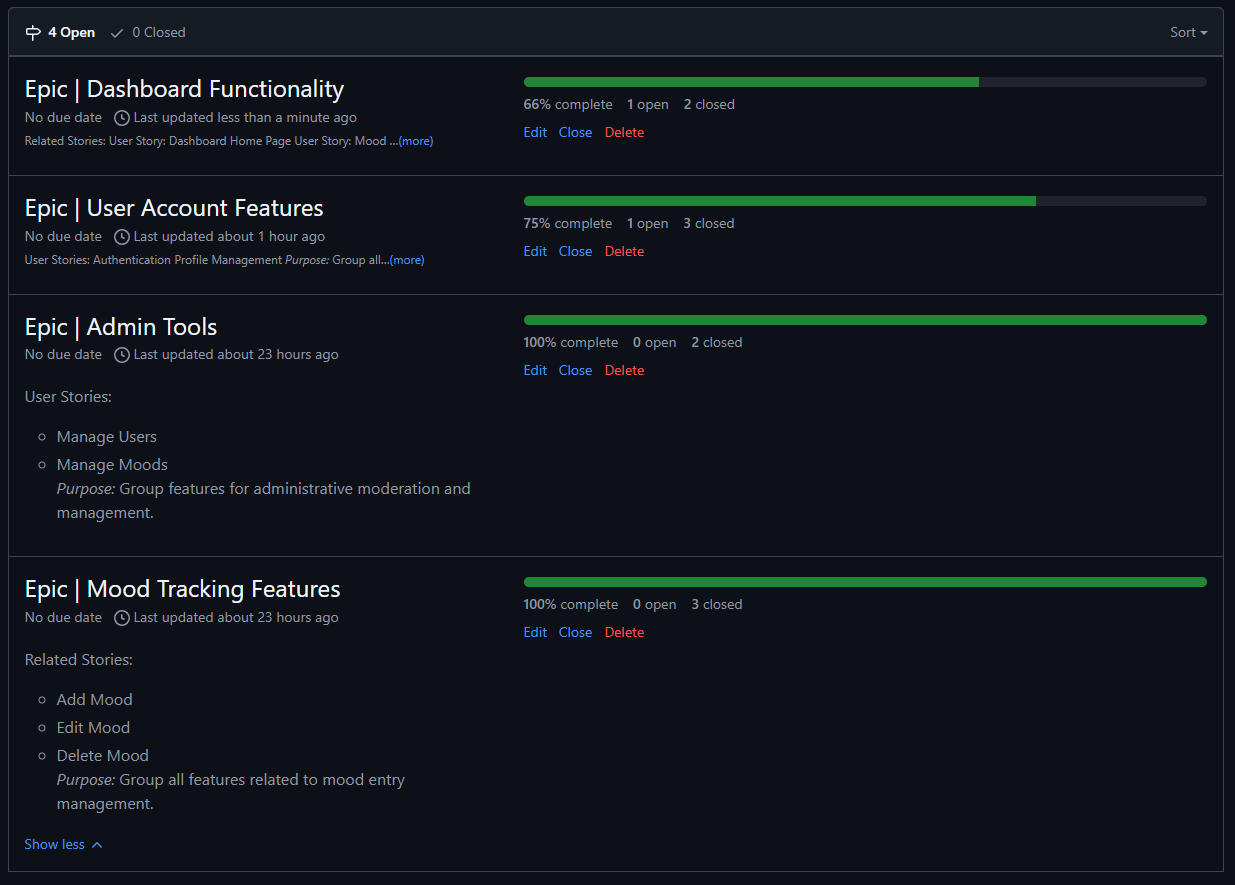 4 Open 0 Closed Sort
Epic | Dashboard Functionality
No due date Last updated less than a minute ago
Related Stories: User Story: Dashboard Home Page User Story: Mood ...(more)
66% complete 1 open 2 closed
Edit Close Delete
Epic | User Account Features
No due date Last updated about 1 hour ago
User Stories: Authentication Profile Management Purpose: Group all...(more)
75% complete 1 open 3 closed
Edit Close Delete
Epic | Admin Tools
No due date Last updated about 23 hours ago
User Stories:
Manage Users
Manage Moods
Purpose: Group features for administrative moderation and
management.
100% complete 0 open 2 closed
Edit Close Delete
Epic | Mood Tracking Features
No due date Last updated about 23 hours ago
Related Stories:
Add Mood
Edit Mood
Delete Mood
Purpose: Group all features related to mood entry
management.
Show less
100% complete 0 open 3 closed
Edit Close Delete